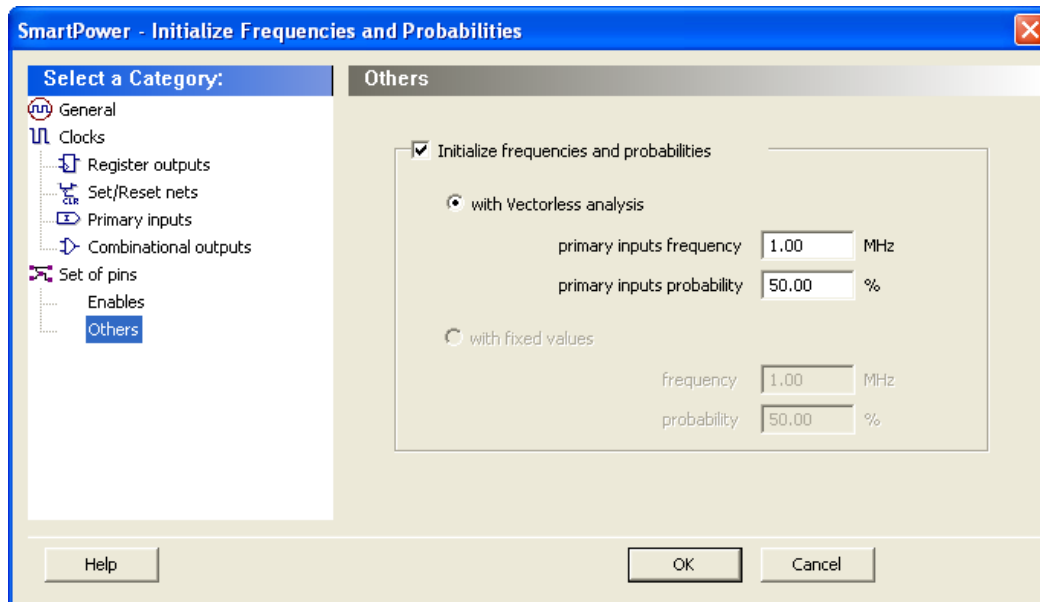 SmartPower - Initialize Frequencies and Probabilities
Select a Category:
General
Clocks
Register outputs
CLR
Set/Reset nets
Primary inputs
Combinational outputs
Set of pins
Enables
Others
Others
Initialize frequencies and probabilities
with Vectorless analysis
primary inputs frequency 1.00 MHz
primary inputs probability 50.00 %
with fixed values
frequency 1.00 MHz
probability 50.00 %
Help
OK
Cancel